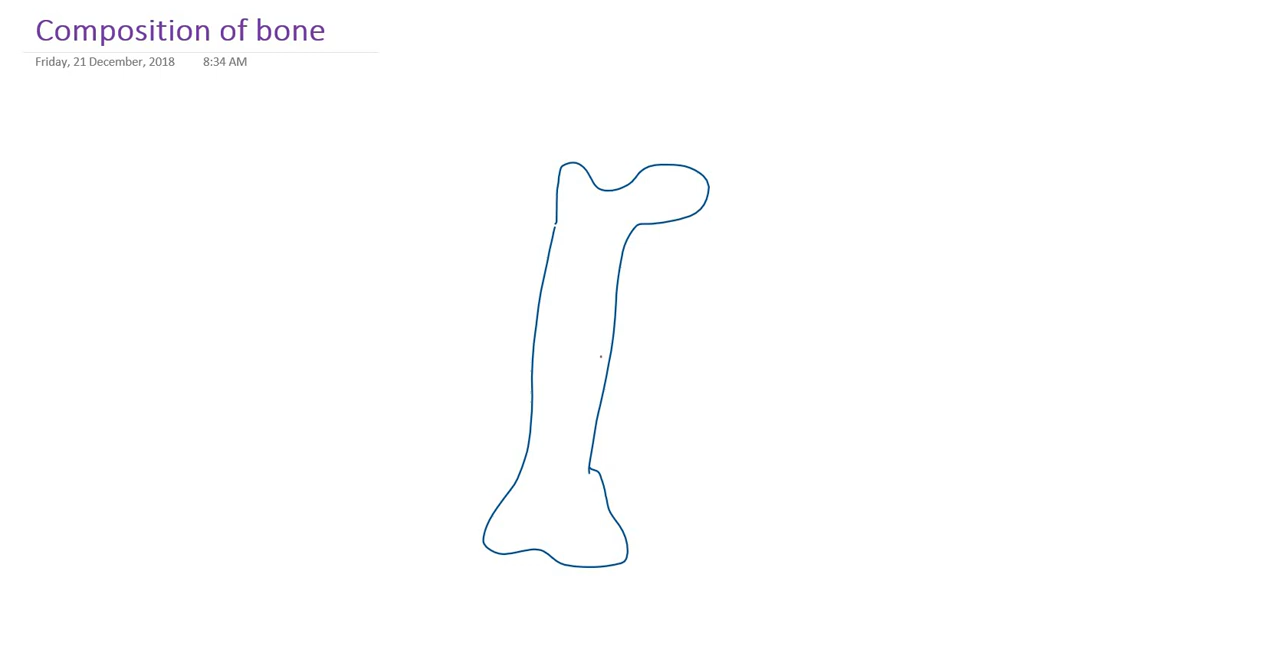 Composition of bone
Friday, 21 December, 2018 8:34 AM